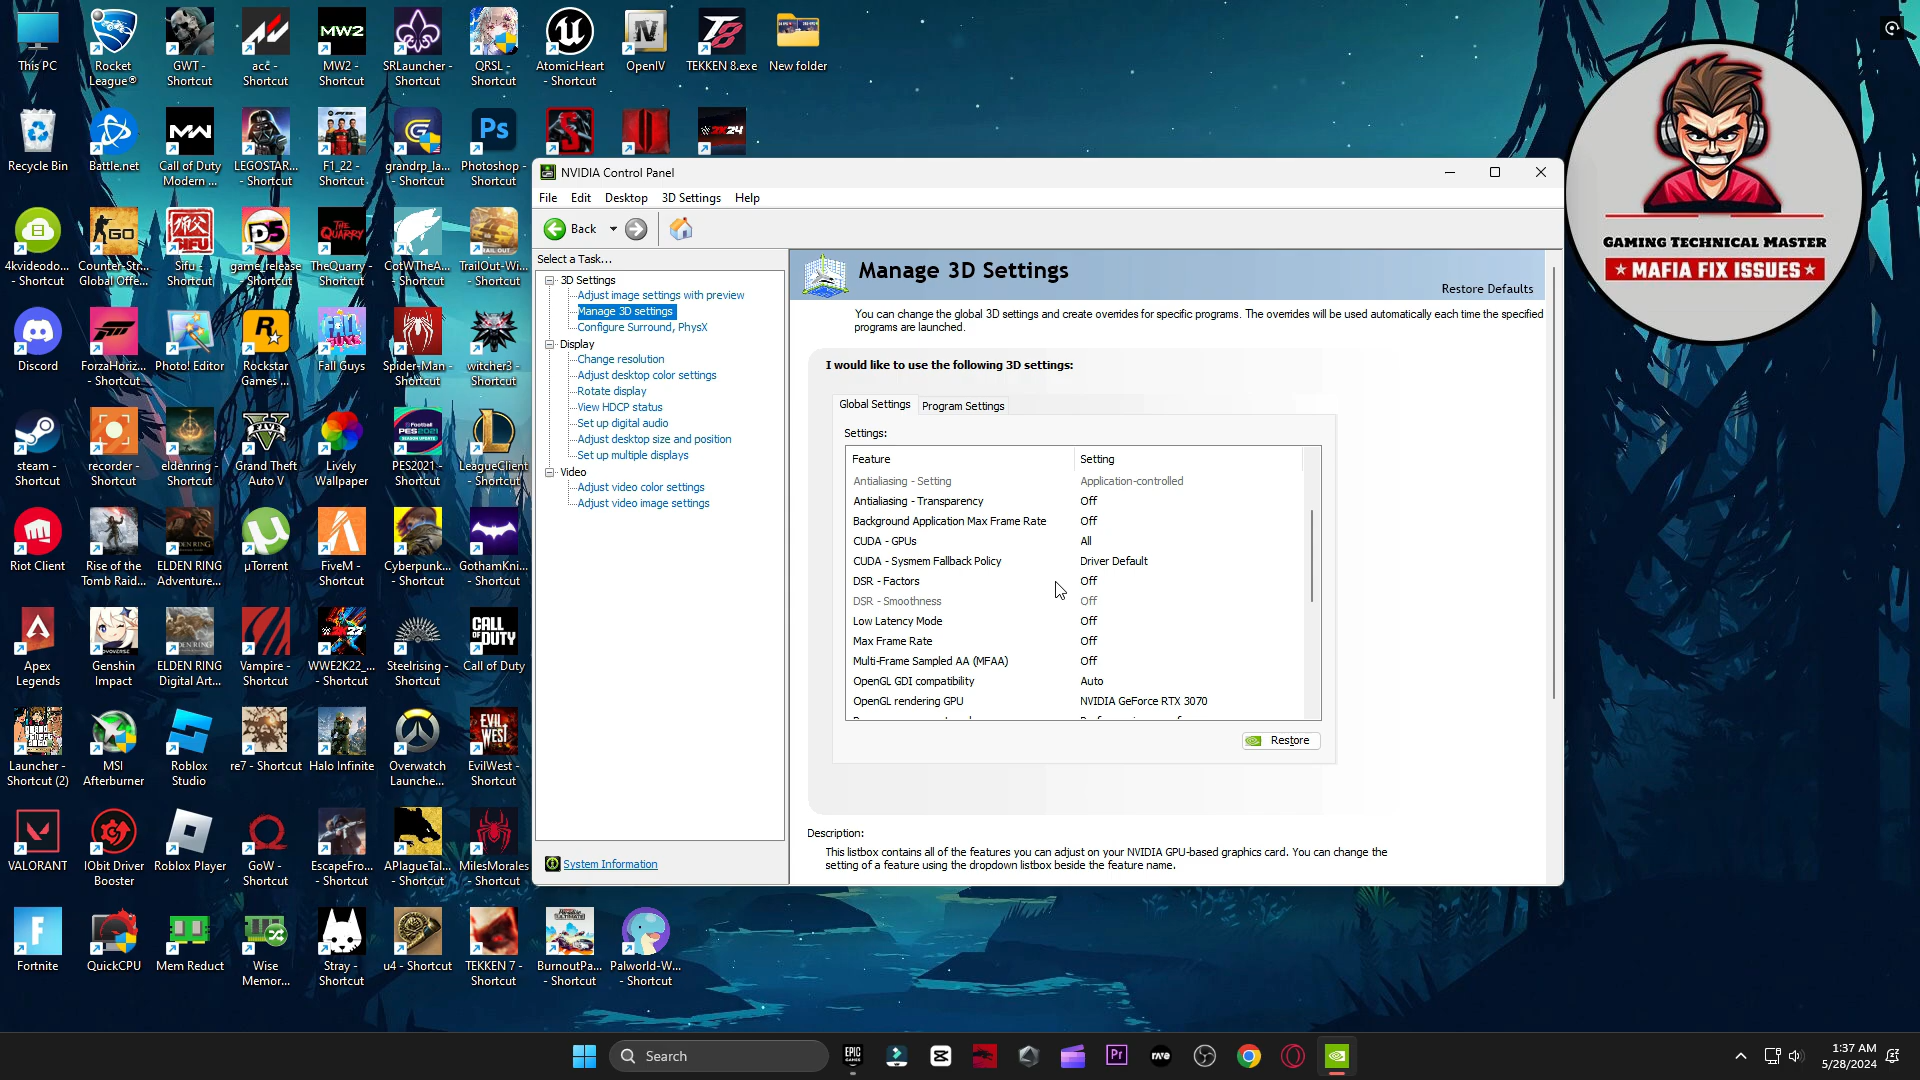 This PC
Rocket
League®
GWT -
Shortcut
acc -
Shortcut
MW2
MW2 -
Shortcut
SRLauncher -
Shortcut
QRSL -
Shortcut
AtomicHeart
- Shortcut
OpenIV
TEKKEN 8.exe
New folder
Recycle Bin
Battle.net
Call of Duty
Modern ...
LEGOSTAR...
- Shortcut
F1_22 -
Shortcut
grandrp_la...
- Shortcut
Ps
Photoshop -
Shortcut
2K24
4kvideodo...
- Shortcut
GO
Counter-Str...
Global Offe...
SIFU
Sifu -
Shortcut
D5
game_release
- Shortcut
THE QUARRY
TheQuarry -
Shortcut
CotWTheA...
- Shortcut
TrailOut-Wi...
- Shortcut
Discord
ForzaHoriz...
- Shortcut
Photo! Editor
Rockstar
Games ...
Fall Guys
Spider-Man -
Shortcut
witcher3 -
Shortcut
steam -
Shortcut
recorder -
Shortcut
eldenring -
Shortcut
Grand Theft
Auto V
Lively
Wallpaper
PES2021 -
Shortcut
LeagueClient
- Shortcut
Riot Client
Rise of the
Tomb Raid...
ELDEN RING
Adventure...
µTorrent
FiveM -
Shortcut
Cyberpunk...
- Shortcut
GothamKni...
- Shortcut
Apex
Legends
Genshin
Impact
ELDEN RING
Digital Art...
Vampire -
Shortcut
WWE2K22_...
- Shortcut
Steelrising -
Shortcut
CALL OF DUTY
Call of Duty
Launcher -
Shortcut (2)
MSI
Afterburner
Roblox
Studio
re7 - Shortcut
Halo Infinite
Overwatch
Launche...
EVIL WEST
EvilWest -
Shortcut
VALORANT
IObit Driver
Booster
Roblox Player
GoW -
Shortcut
EscapeFro...
- Shortcut
APlagueTal...
- Shortcut
MilesMorales
- Shortcut
Fortnite
QuickCPU
Mem Reduct
Wise
Memor...
Stray -
Shortcut
u4 - Shortcut
TEKKEN 7 -
Shortcut
BurnoutPa...
- Shortcut
Palworld-W...
- Shortcut
NVIDIA Control Panel
File Edit Desktop 3D Settings Help
Back
Select a Task...
3D Settings
Adjust image settings with preview
Manage 3D settings
Configure Surround, PhysX
Display
Change resolution
Adjust desktop color settings
Rotate display
View HDCP status
Set up digital audio
Adjust desktop size and position
Set up multiple displays
Video
Adjust video color settings
Adjust video image settings
System Information
Manage 3D Settings
Restore Defaults
You can change the global 3D settings and create overrides for specific programs. The overrides will be used automatically each time the specified
programs are launched.
I would like to use the following 3D settings:
Global Settings Program Settings
Settings:
Feature Setting
Antialiasing - Setting Application-controlled
Antialiasing - Transparency Off
Background Application Max Frame Rate Off
CUDA - GPUs All
CUDA - Sysmem Fallback Policy Driver Default
DSR - Factors Off
DSR - Smoothness Off
Low Latency Mode Off
Max Frame Rate Off
Multi-Frame Sampled AA (MFAA) Off
OpenGL GDI compatibility Auto
OpenGL rendering GPU NVIDIA GeForce RTX 3070
Restore
Description:
This listbox contains all of the features you can adjust on your NVIDIA GPU-based graphics card. You can change the
setting of a feature using the dropdown listbox beside the feature name.
GAMING TECHNICAL MASTER
★ MAFIA FIX ISSUES ★
Search
EPIC GAMES
Pr
rave
1:37 AM
5/28/2024